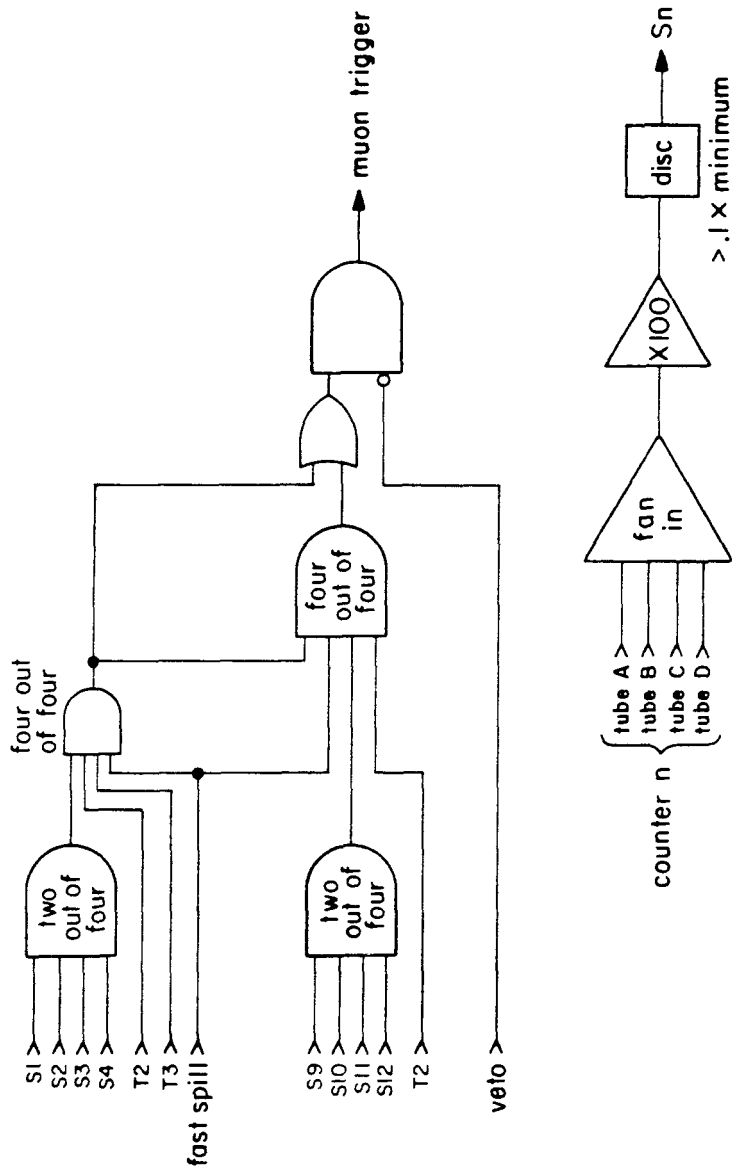 S1
S2
S3
S4
T2
T3
fast spill
two
out of
four
four out
of four
S9
S10
S11
S12
T2
two
out of
four
four
out of
four
veto
muon trigger
counter n
tube A
tube B
tube C
tube D
fan
in
X100
disc
>.1 X minimum
Sn